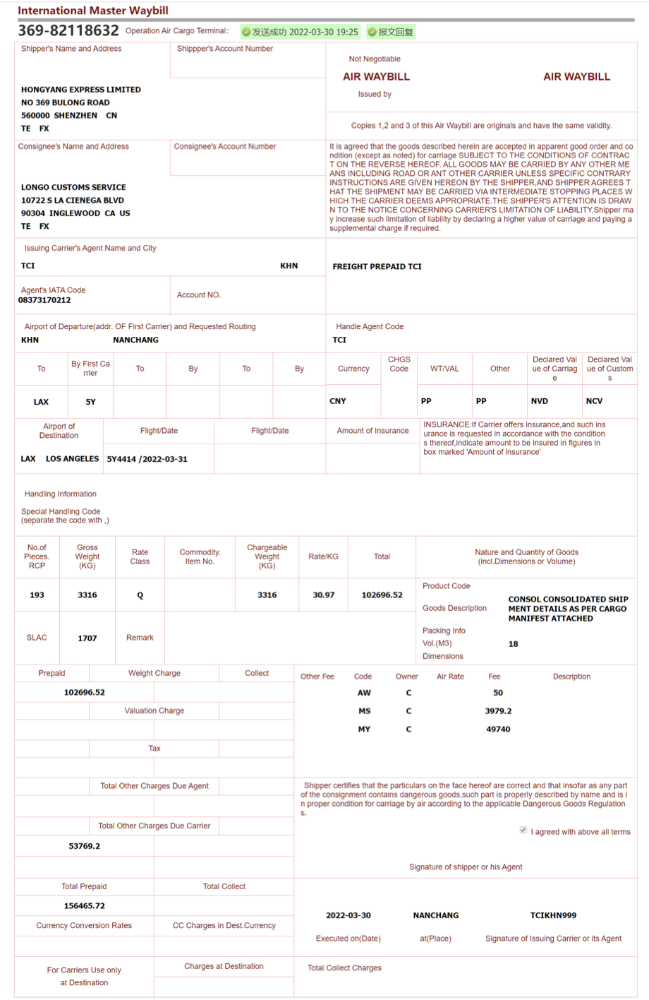 International Master Waybill
369-82118632 Operation Air Cargo Terminal: 发送成功 2022-03-30 19:25 报文回复
Shipper's Name and Address
Shippper's Account Number
HONGYANG EXPRESS LIMITED
NO 369 BULONG ROAD
560000 SHENZHEN CN
TE FX
Not Negotiable
AIR WAYBILL AIR WAYBILL
Issued by
Copies 1,2 and 3 of this Air Waybill are originals and have the same validity.
Consignee's Name and Address
Consignee's Account Number
LONGO CUSTOMS SERVICE
10722 S LA CIENEGA BLVD
90304 INGLEWOOD CA US
TE FX
It is agreed that the goods described herein are accepted in apparent good order and co
ndition (except as noted) for carriage SUBJECT TO THE CONDITIONS OF CONTRAC
T ON THE REVERSE HEREOF. ALL GOODS MAY BE CARRIED BY ANY OTHER ME
ANS INCLUDING ROAD OR ANT OTHER CARRIER UNLESS SPECIFIC CONTRARY
INSTRUCTIONS ARE GIVEN HEREON BY THE SHIPPER,AND SHIPPER AGREES T
HAT THE SHIPMENT MAY BE CARRIED VIA INTERMEDIATE STOPPING PLACES W
HICH THE CARRIER DEEMS APPROPRIATE.THE SHIPPER'S ATTENTION IS DRAW
N TO THE NOTICE CONCERNING CARRIER'S LIMITATION OF LIABILITY.Shipper ma
y increase such limitation of liability by declaring a higher value of carriage and paying a
supplemental charge if required.
Issuing Carrier's Agent Name and City
TCI KHN
FREIGHT PREPAID TCI
Agent's IATA Code
08373170212
Account NO.
Airport of Departure(addr. OF First Carrier) and Requested Routing
KHN NANCHANG
Handle Agent Code
TCI
To
By First Ca
rrier
To
By
To
By
Currency
CHGS
Code
WT/VAL
Other
Declared Val
ue of Carriag
e
Declared Val
ue of Custom
s
LAX 5Y CNY PP PP NVD NCV
Airport of
Destination
Flight/Date
Flight/Date
Amount of Insurance
INSURANCE:If Carrier offers insurance,and such ins
urance is requested in accordance with the condition
s thereof,indicate amount to be insured in figures in
box marked 'Amount of insurance'
LAX LOS ANGELES 5Y4414 /2022-03-31
Handling Information
Special Handling Code
(separate the code with ,)
No.of
Pieces.
RCP
Gross
Weight
(KG)
Rate
Class
Commodity.
Item No.
Chargeable
Weight
(KG)
Rate/KG
Total
Nature and Quantity of Goods
(incl.Dimensions or Volume)
193 3316 Q 3316 30.97 102696.52
SLAC 1707 Remark
Product Code
Goods Description
CONSOL CONSOLIDATED SHIP
MENT DETAILS AS PER CARGO
MANIFEST ATTACHED
Packing Info
Vol.(M3) 18
Dimensions
Prepaid Weight Charge Collect
102696.52
Valuation Charge
Tax
Total Other Charges Due Agent
Total Other Charges Due Carrier
53769.2
Other Fee Code Owner Air Rate Fee Description
AW C 50
MS C 3979.2
MY C 49740
Shipper certifies that the particulars on the face hereof are correct and that insofar as any part
of the consignment contains dangerous goods,such part is properly described by name and is i
n proper condition for carriage by air according to the applicable Dangerous Goods Regulation
s.
I agreed with above all terms
Signature of shipper or his Agent
Total Prepaid Total Collect
156465.72
Currency Conversion Rates CC Charges in Dest.Currency
2022-03-30 NANCHANG TCIKHN999
Executed on(Date) at(Place) Signature of Issuing Carrier or its Agent
For Carriers Use only
at Destination
Charges at Destination
Total Collect Charges